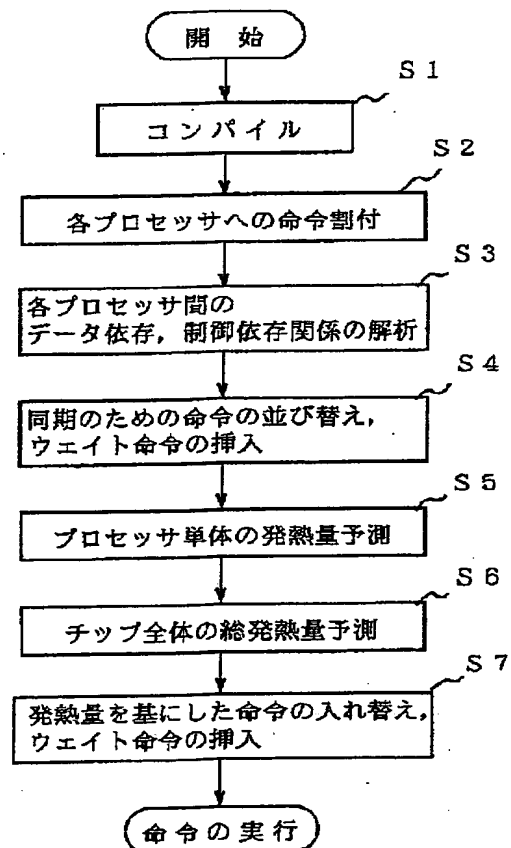 開 始
S1
コンパイル
S2
各プロセッサへの命令割付
S3
各プロセッサ間の
データ依存，制御依存関係の解析
S4
同期のための命令の並び替え，
ウェイト命令の挿入
S5
プロセッサ単体の発熱量予測
S6
チップ全体の総発熱量予測
S7
発熱量を基にした命令の入れ替え，
ウェイト命令の挿入
命令の実行